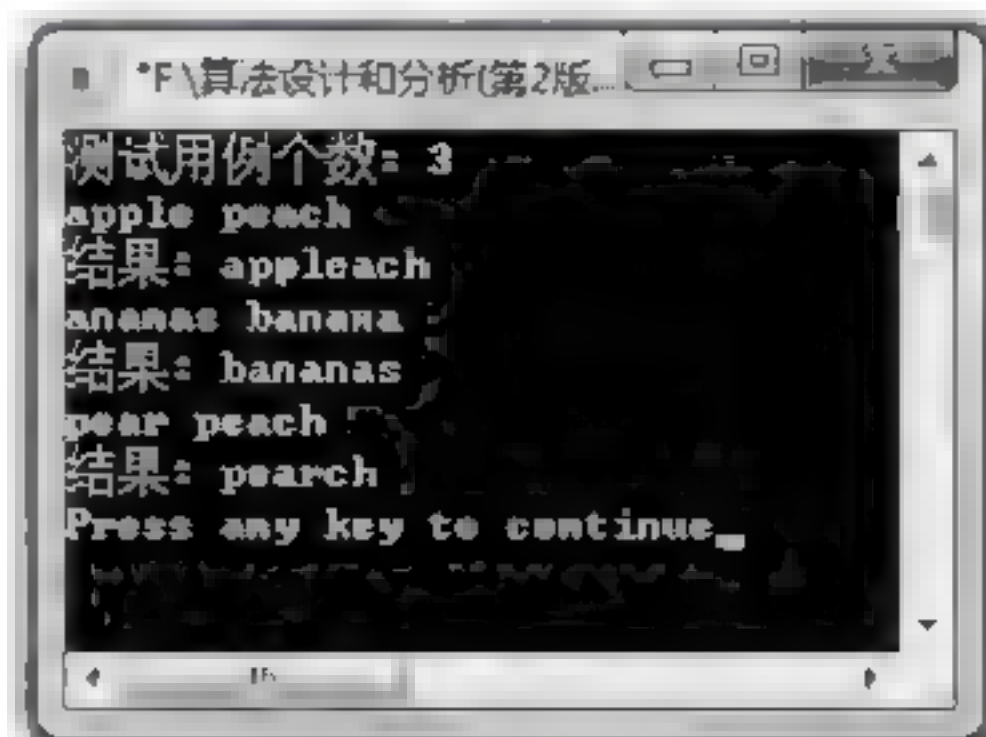 "F\算法设计和分析(第2版...
测试用例个数: 3
apple peach
结果: appleach
ananas banana
结果: bananas
pear peach
结果: pearch
Press any key to continue_